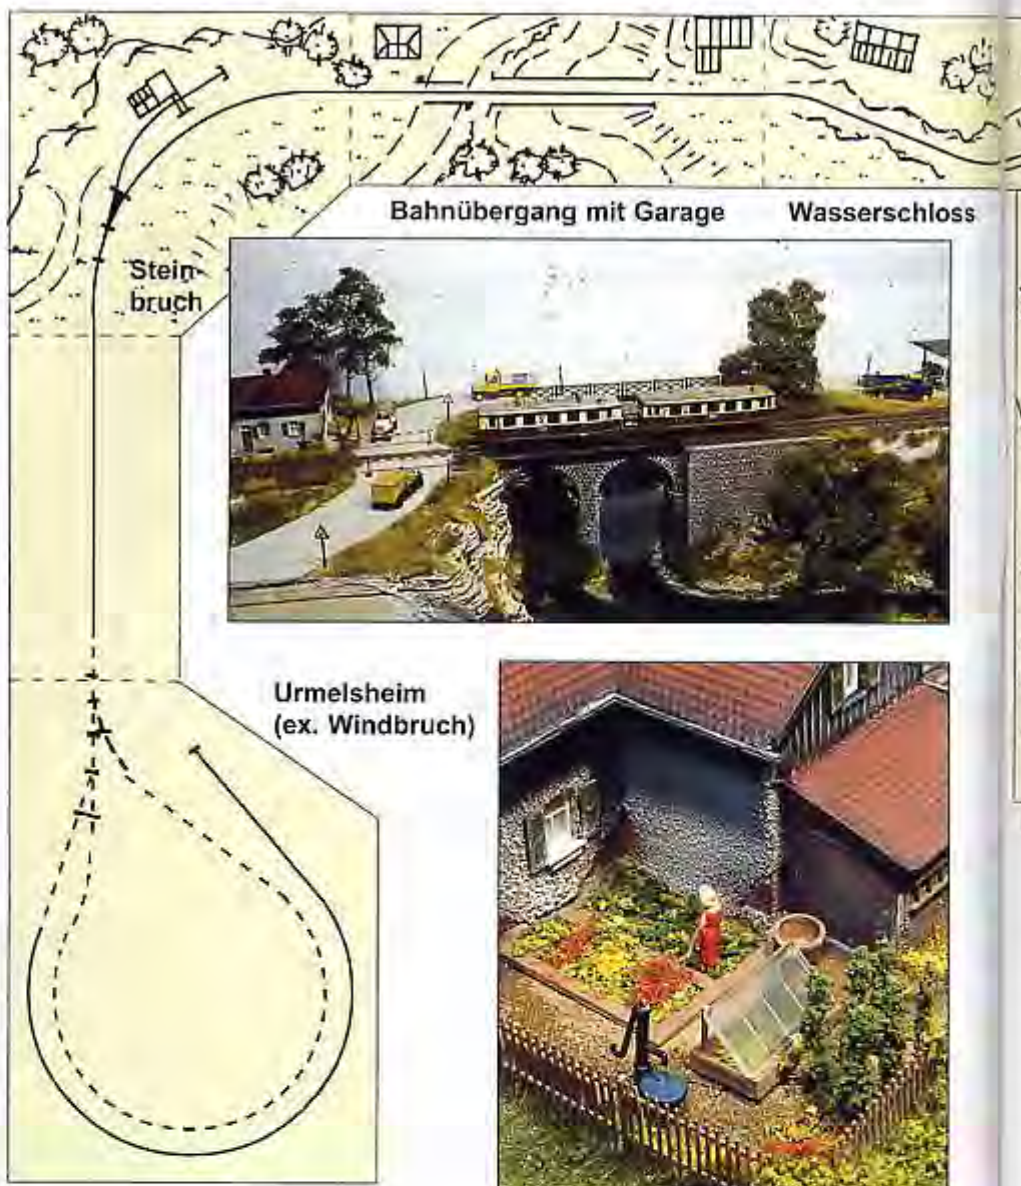 Bahnübergang mit Garage
Wasserschloss
Stein-
bruch
Urmelsheim
(ex. Windbruch)